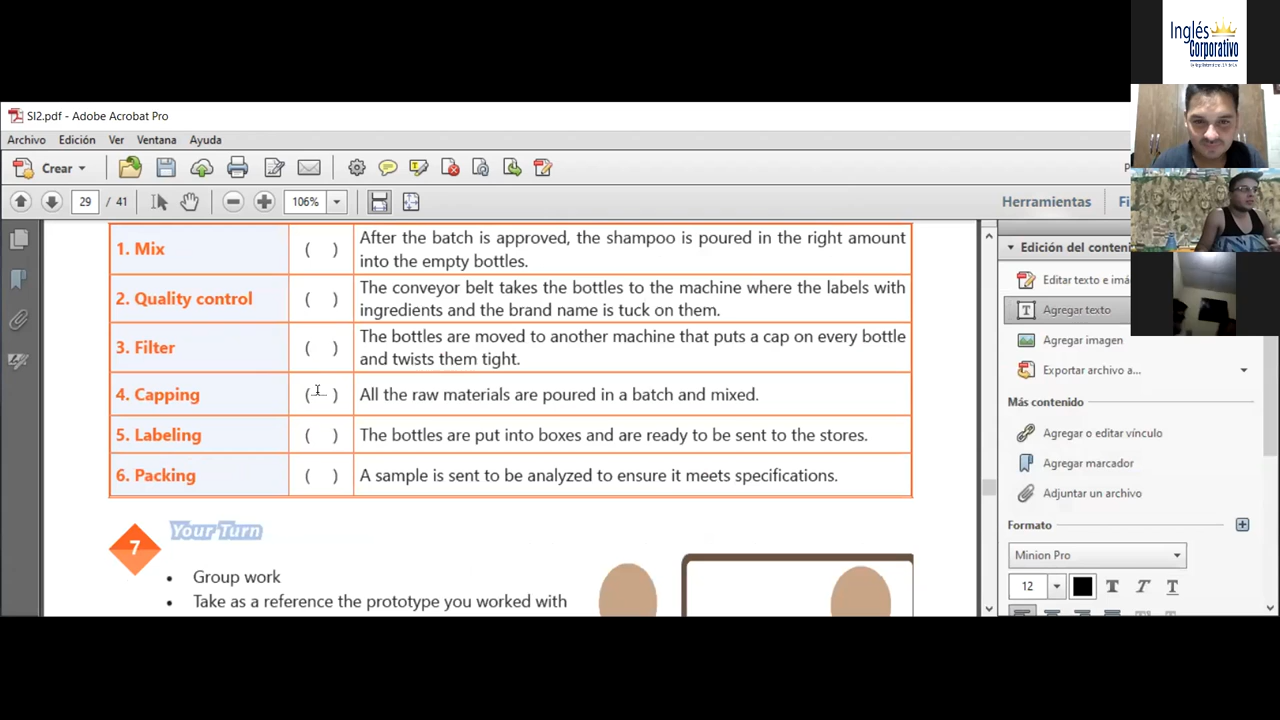 Inglés
Corporativo
SI2.pdf - Adobe Acrobat Pro
Archivo Edición Ver Ventana Ayuda
Crear
29 / 41 106% Herramientas
1. Mix ( ) After the batch is approved, the shampoo is poured in the right amount
into the empty bottles.
2. Quality control ( ) The conveyor belt takes the bottles to the machine where the labels with
ingredients and the brand name is tuck on them.
3. Filter ( ) The bottles are moved to another machine that puts a cap on every bottle
and twists them tight.
4. Capping ( ) All the raw materials are poured in a batch and mixed.
5. Labeling ( ) The bottles are put into boxes and are ready to be sent to the stores.
6. Packing ( ) A sample is sent to be analyzed to ensure it meets specifications.
7
Your Turn
• Group work
• Take as a reference the prototype you worked with
Edición del conteni
Editar texto e imá
Agregar texto
Agregar imagen
Exportar archivo a...
Más contenido
Agregar o editar vínculo
Agregar marcador
Adjuntar un archivo
Formato
Minion Pro
12 T T T